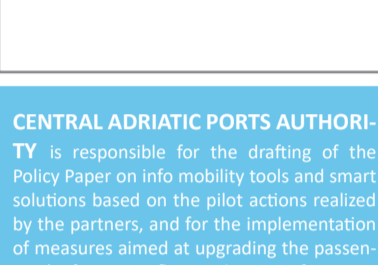 CENTRAL ADRIATIC PORTS AUTHORI-
TY is responsible for the drafting of the
Policy Paper on info mobility tools and smart
solutions based on the pilot actions realized
by the partners, and for the implementation
of measures aimed at upgrading the passen-